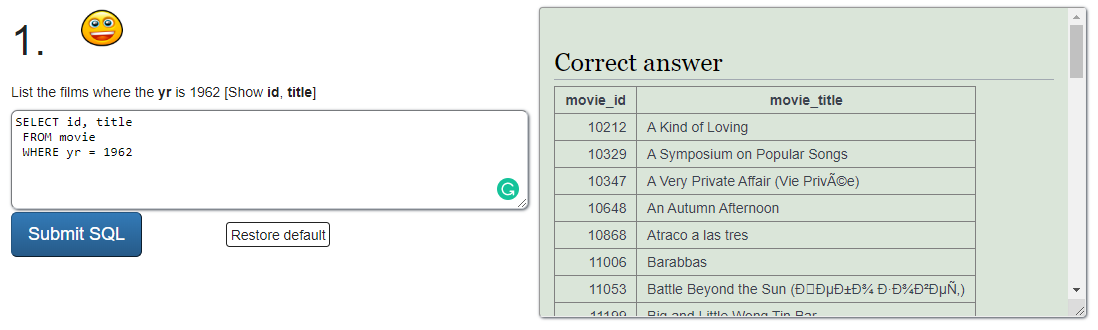 1.
List the films where the yr is 1962 [Show id, title]
SELECT id, title
FROM movie
WHERE yr = 1962
Submit SQL
Restore default
Correct answer
movie_id movie_title
10212 A Kind of Loving
10329 A Symposium on Popular Songs
10347 A Very Private Affair (Vie PrivÃ©e)
10648 An Autumn Afternoon
10868 Atraco a las tres
11006 Barabbas
11053 Battle Beyond the Sun (Ð�ÐµÐ±Ð¾ Ð·Ð¾Ð²ÐµÑ‚)
11199 Big and Little Wong Tin Bar